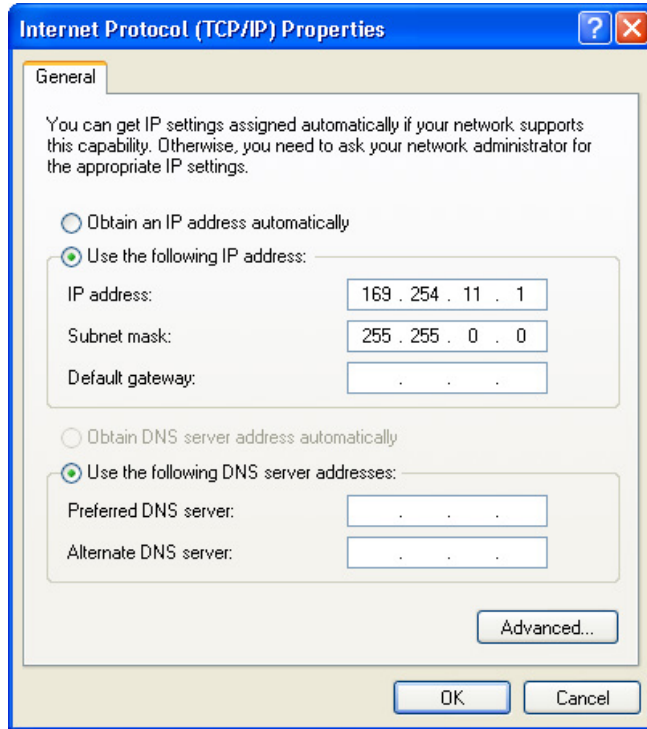 Internet Protocol (TCP/IP) Properties
General
You can get IP settings assigned automatically if your network supports
this capability. Otherwise, you need to ask your network administrator for
the appropriate IP settings.
Obtain an IP address automatically
Use the following IP address:
IP address: 169 . 254 . 11 . 1
Subnet mask: 255 . 255 . 0 . 0
Default gateway: . . .
Obtain DNS server address automatically
Use the following DNS server addresses:
Preferred DNS server: . . .
Alternate DNS server: . . .
Advanced...
OK Cancel